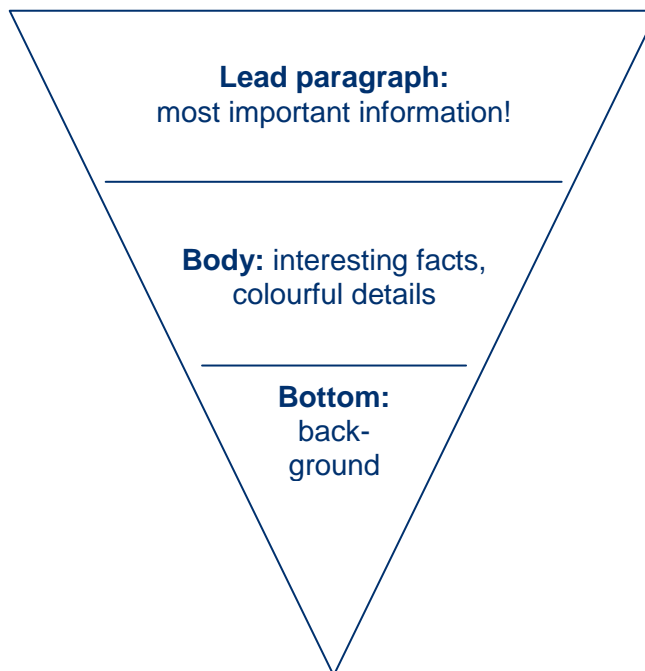 Lead paragraph:
most important information!
Body: interesting facts,
colourful details
Bottom:
back-
ground